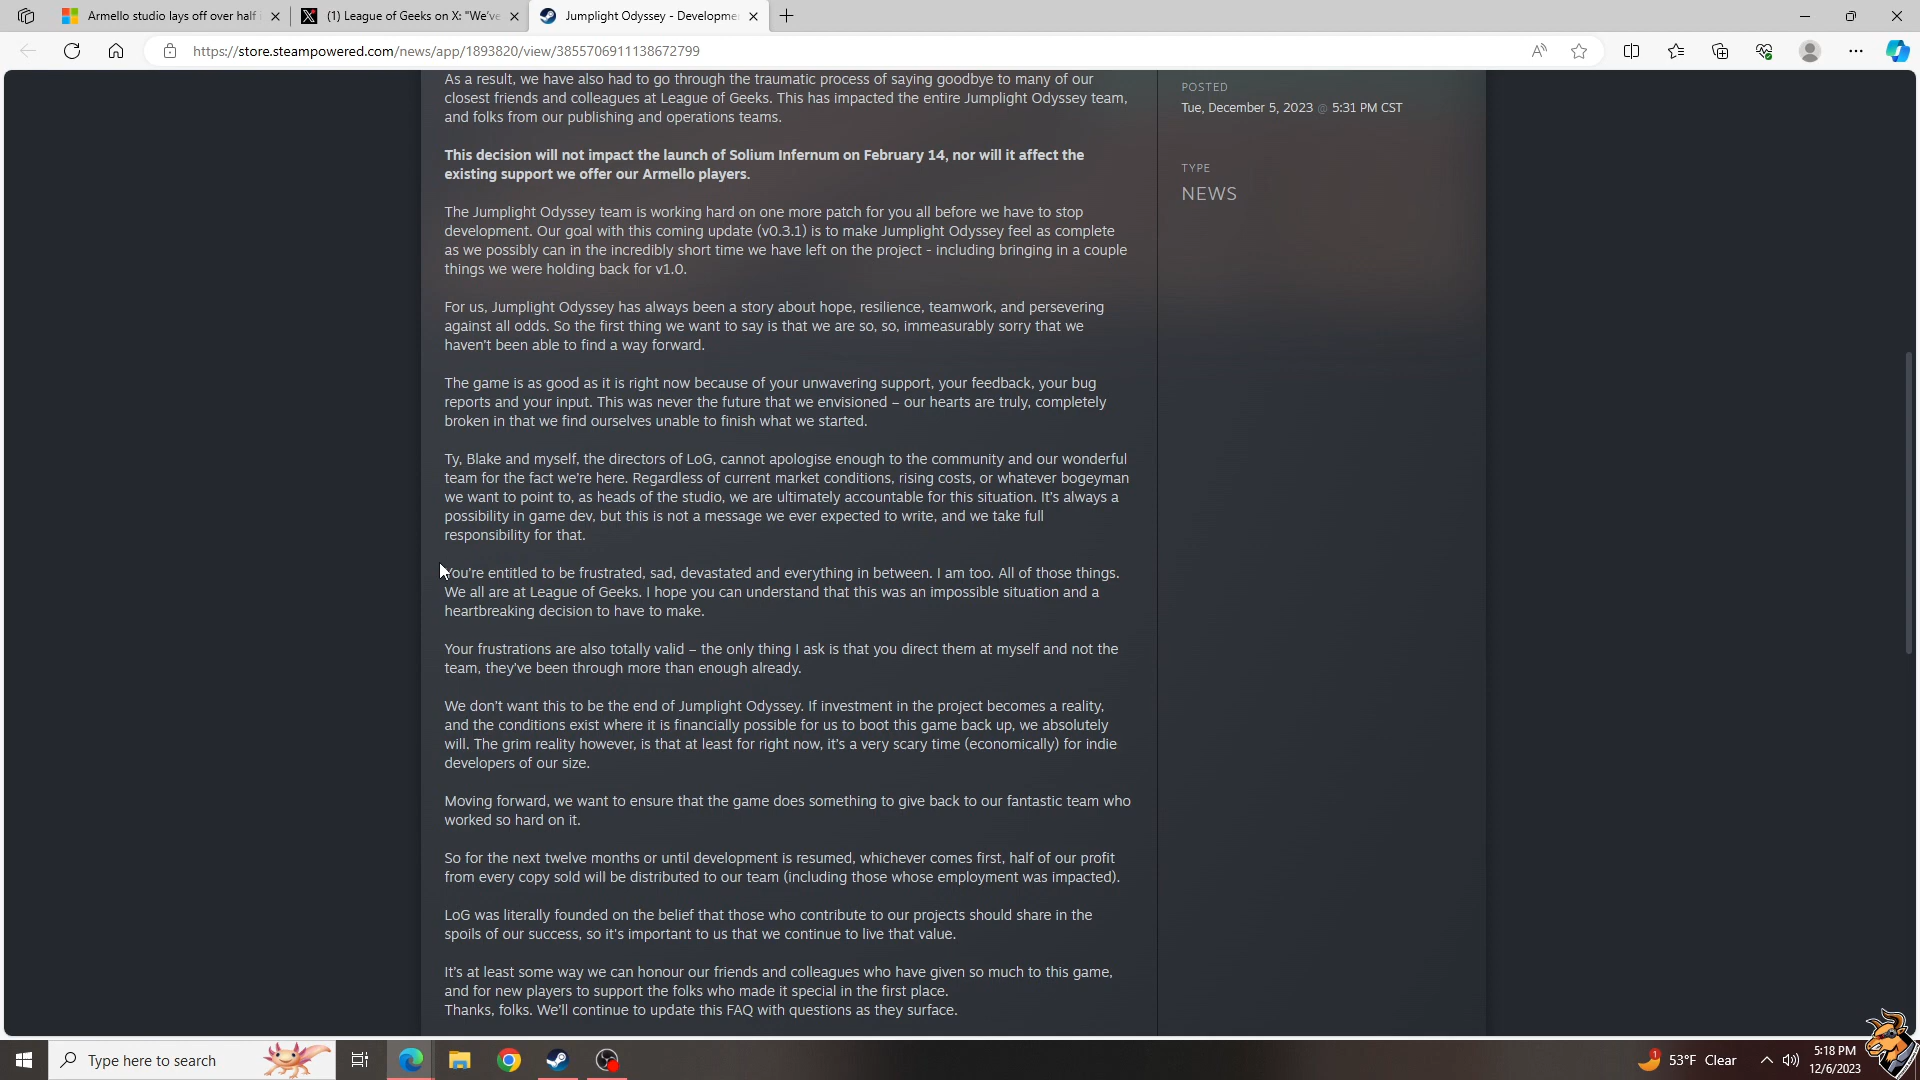 Armello studio lays off over half
(1) League of Geeks on X: "We've
Jumplight Odyssey - Developme
https://store.steampowered.com/news/app/1893820/view/3855706911138672799
As a result, we have also had to go through the traumatic process of saying goodbye to many of our
closest friends and colleagues at League of Geeks. This has impacted the entire Jumplight Odyssey team,
and folks from our publishing and operations teams.
POSTED
Tue, December 5, 2023 @ 5:31 PM CST
TYPE
NEWS
This decision will not impact the launch of Solium Infernum on February 14, nor will it affect the
existing support we offer our Armello players.
The Jumplight Odyssey team is working hard on one more patch for you all before we have to stop
development. Our goal with this coming update (v0.3.1) is to make Jumplight Odyssey feel as complete
as we possibly can in the incredibly short time we have left on the project - including bringing in a couple
things we were holding back for v1.0.
For us, Jumplight Odyssey has always been a story about hope, resilience, teamwork, and persevering
against all odds. So the first thing we want to say is that we are so, so, immeasurably sorry that we
haven't been able to find a way forward.
The game is as good as it is right now because of your unwavering support, your feedback, your bug
reports and your input. This was never the future that we envisioned – our hearts are truly, completely
broken in that we find ourselves unable to finish what we started.
Ty, Blake and myself, the directors of LoG, cannot apologise enough to the community and our wonderful
team for the fact we're here. Regardless of current market conditions, rising costs, or whatever bogeyman
we want to point to, as heads of the studio, we are ultimately accountable for this situation. It's always a
possibility in game dev, but this is not a message we ever expected to write, and we take full
responsibility for that.
You're entitled to be frustrated, sad, devastated and everything in between. I am too. All of those things.
We all are at League of Geeks. I hope you can understand that this was an impossible situation and a
heartbreaking decision to have to make.
Your frustrations are also totally valid – the only thing I ask is that you direct them at myself and not the
team, they've been through more than enough already.
We don't want this to be the end of Jumplight Odyssey. If investment in the project becomes a reality,
and the conditions exist where it is financially possible for us to boot this game back up, we absolutely
will. The grim reality however, is that at least for right now, it's a very scary time (economically) for indie
developers of our size.
Moving forward, we want to ensure that the game does something to give back to our fantastic team who
worked so hard on it.
So for the next twelve months or until development is resumed, whichever comes first, half of our profit
from every copy sold will be distributed to our team (including those whose employment was impacted).
LoG was literally founded on the belief that those who contribute to our projects should share in the
spoils of our success, so it's important to us that we continue to live that value.
It's at least some way we can honour our friends and colleagues who have given so much to this game,
and for new players to support the folks who made it special in the first place.
Thanks, folks. We'll continue to update this FAQ with questions as they surface.
Type here to search
1
53°F Clear
5:18 PM
12/6/2023